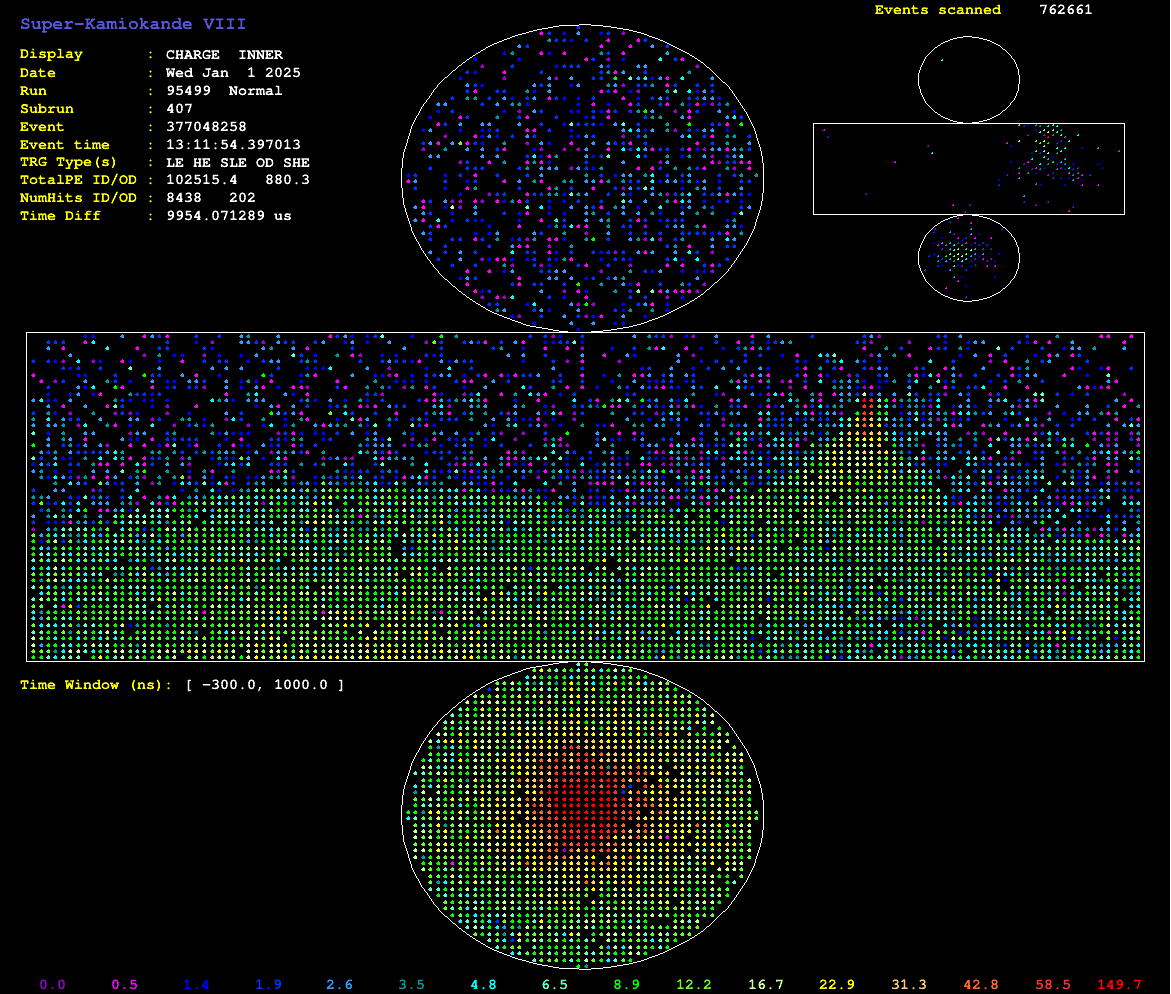 Super-Kamiokande VIII
Events scanned 762661
Display : CHARGE INNER
Date : Wed Jan 1 2025
Run : 95499 Normal
Subrun : 407
Event : 377048258
Event time : 13:11:54.397013
TRG Type(s) : LE HE SLE OD SHE
TotalPE ID/OD : 102515.4 880.3
NumHits ID/OD : 8438 202
Time Diff : 9954.071289 us
Time Window (ns): [ −300.0, 1000.0 ]
0.0 0.5 1.4 1.9 2.6 3.5 4.8 6.5 8.9 12.2 16.7 22.9 31.3 42.8 58.5 149.7